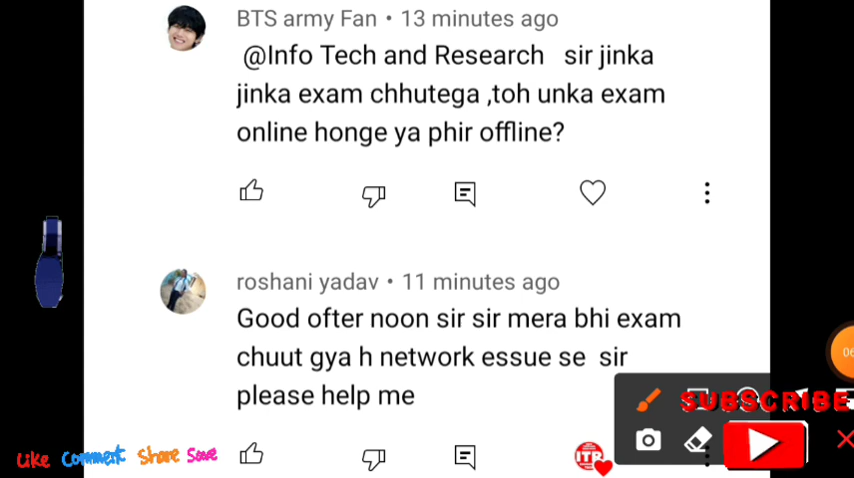 BTS army Fan • 13 minutes ago
@Info Tech and Research sir jinka
jinka exam chhutega ,toh unka exam
online honge ya phir offline?
roshani yadav • 11 minutes ago
Good ofter noon sir sir mera bhi exam
chuut gya h network essue se sir
please help me
SUBSCRIBE
Like Comment Share Save
ITR
06